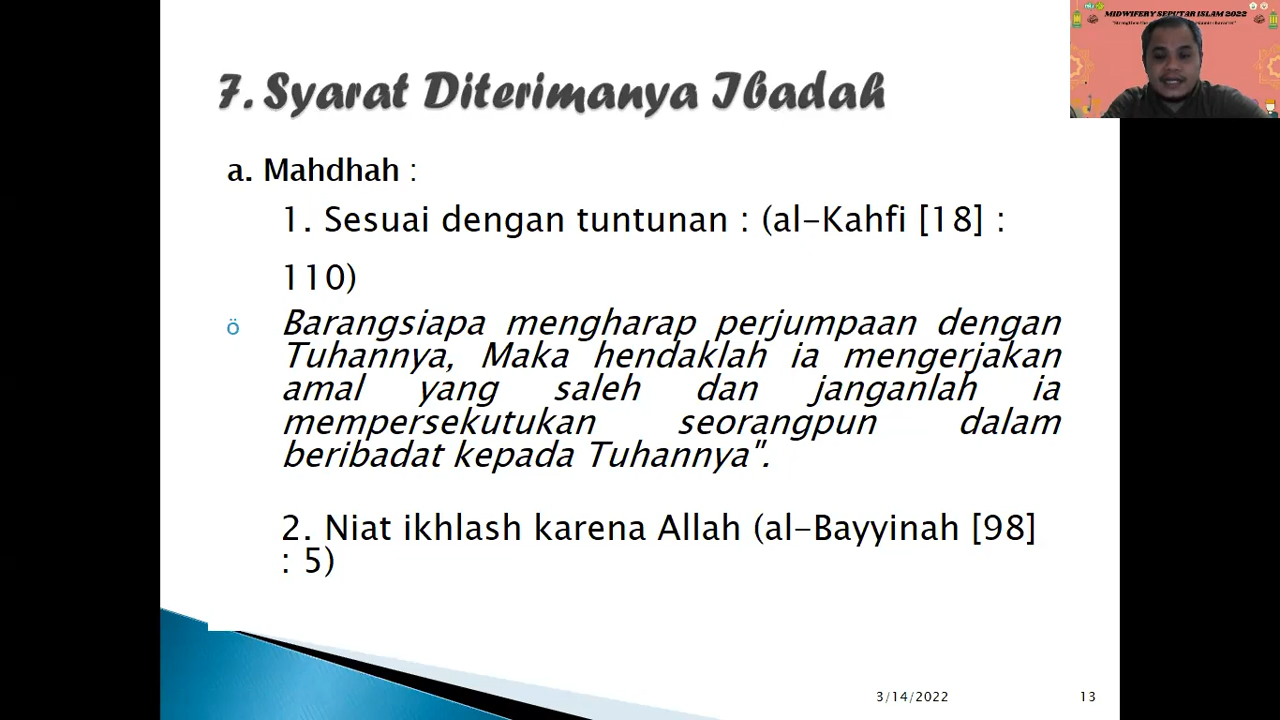 MIDWIFERY SEPUTAR ISLAM 2022
7. Syarat Diterimanya Ibadah
a. Mahdhah :
1. Sesuai dengan tuntunan : (al-Kahfi [18] :
110)
ö Barangsiapa mengharap perjumpaan dengan
Tuhannya, Maka hendaklah ia mengerjakan
amal yang saleh dan janganlah ia
mempersekutukan seorangpun dalam
beribadat kepada Tuhannya".
2. Niat ikhlash karena Allah (al-Bayyinah [98]
: 5)
3/14/2022
13